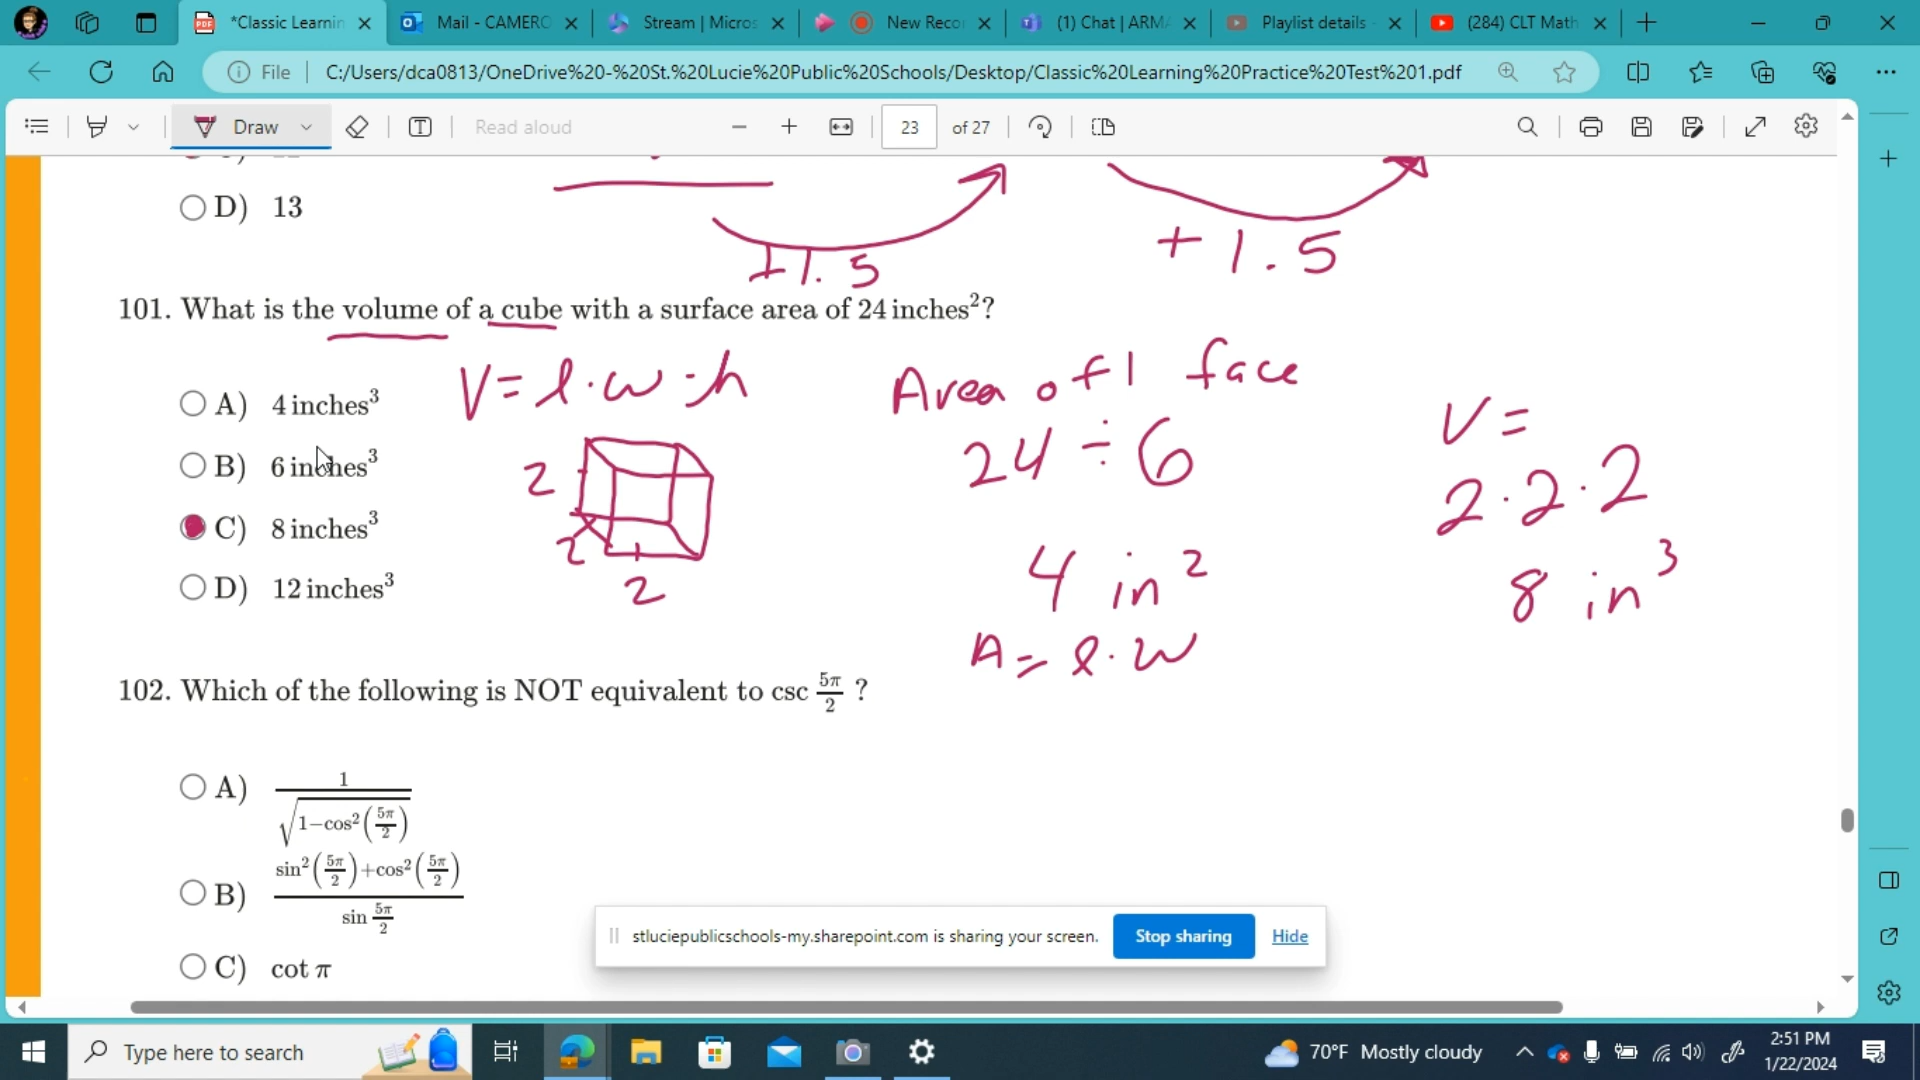 *Classic Learnin
Mail - CAMERO
Stream | Micros
New Reco
(1) Chat | ARMA
Playlist details
(284) CLT Math
File
C:/Users/dca0813/OneDrive%20-%20St.%20Lucie%20Public%20Schools/Desktop/Classic%20Learning%20Practice%20Test%201.pdf
Draw
Read aloud
23 of 27
D) 13
+1.5
+1.5
101. What is the volume of a cube with a surface area of 24 inches²?
V = l·w·h
Area of 1 face
A) 4 inches³
24 ÷ 6
V =
B) 6 inches³
2
2·2·2
C) 8 inches³
2
4 in²
8 in³
D) 12 inches³
2
A = l·w
102. Which of the following is NOT equivalent to csc 5π/2 ?
A) 1/√(1−cos²(5π/2))
B) (sin²(5π/2)+cos²(5π/2))/(sin 5π/2)
C) cot π
stluciepublicschools-my.sharepoint.com is sharing your screen.
Stop sharing
Hide
Type here to search
70°F Mostly cloudy
2:51 PM
1/22/2024